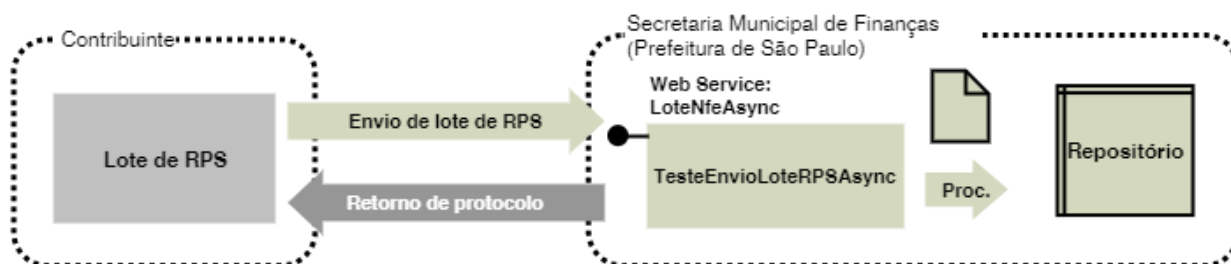 Contribuinte
Secretaria Municipal de Finanças
(Prefeitura de São Paulo)
Web Service:
LoteNfeAsync
Envio de lote de RPS
Lote de RPS
TesteEnvioLoteRPSAsync
Repositório
Proc.
Retorno de protocolo